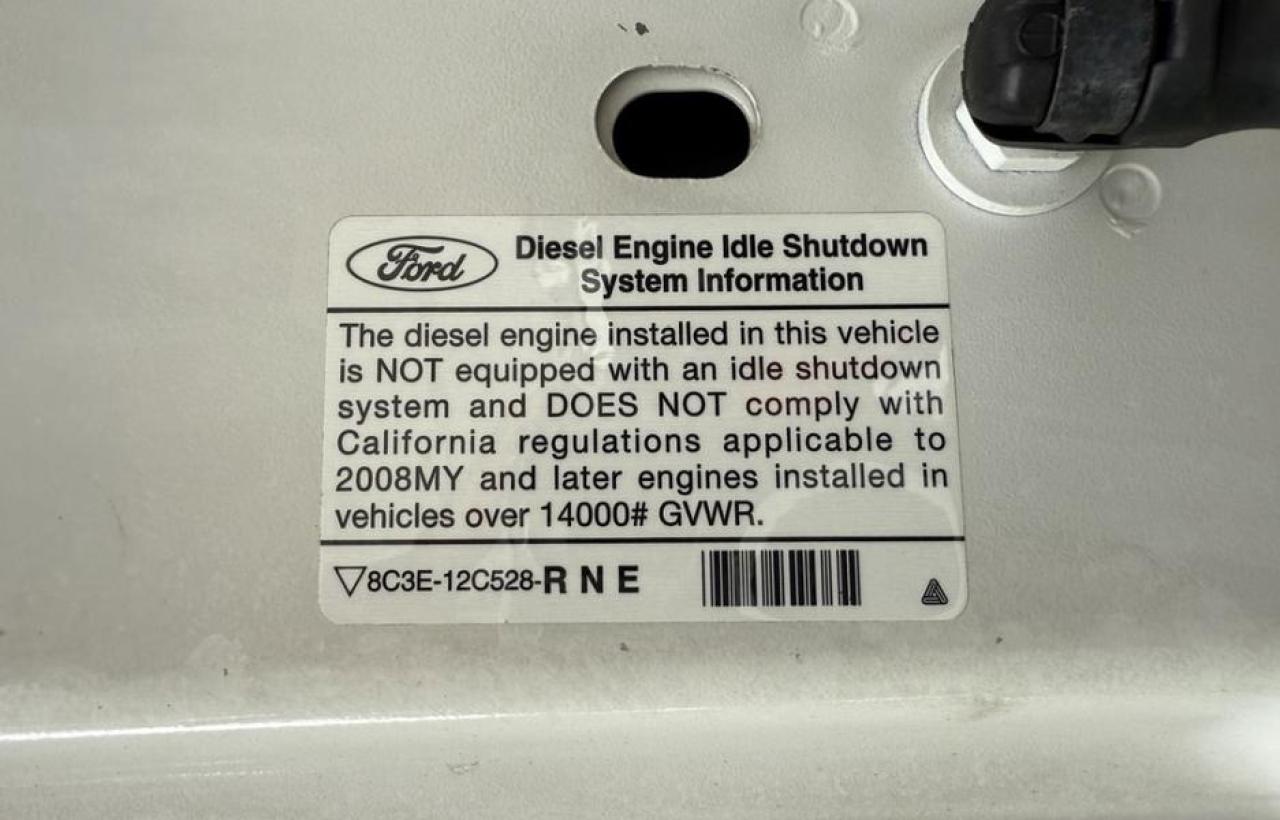 Ford
Diesel Engine Idle Shutdown
System Information
The diesel engine installed in this vehicle
is NOT equipped with an idle shutdown
system and DOES NOT comply with
California regulations applicable to
2008MY and later engines installed in
vehicles over 14000# GVWR.
▽8C3E-12C528-R N E